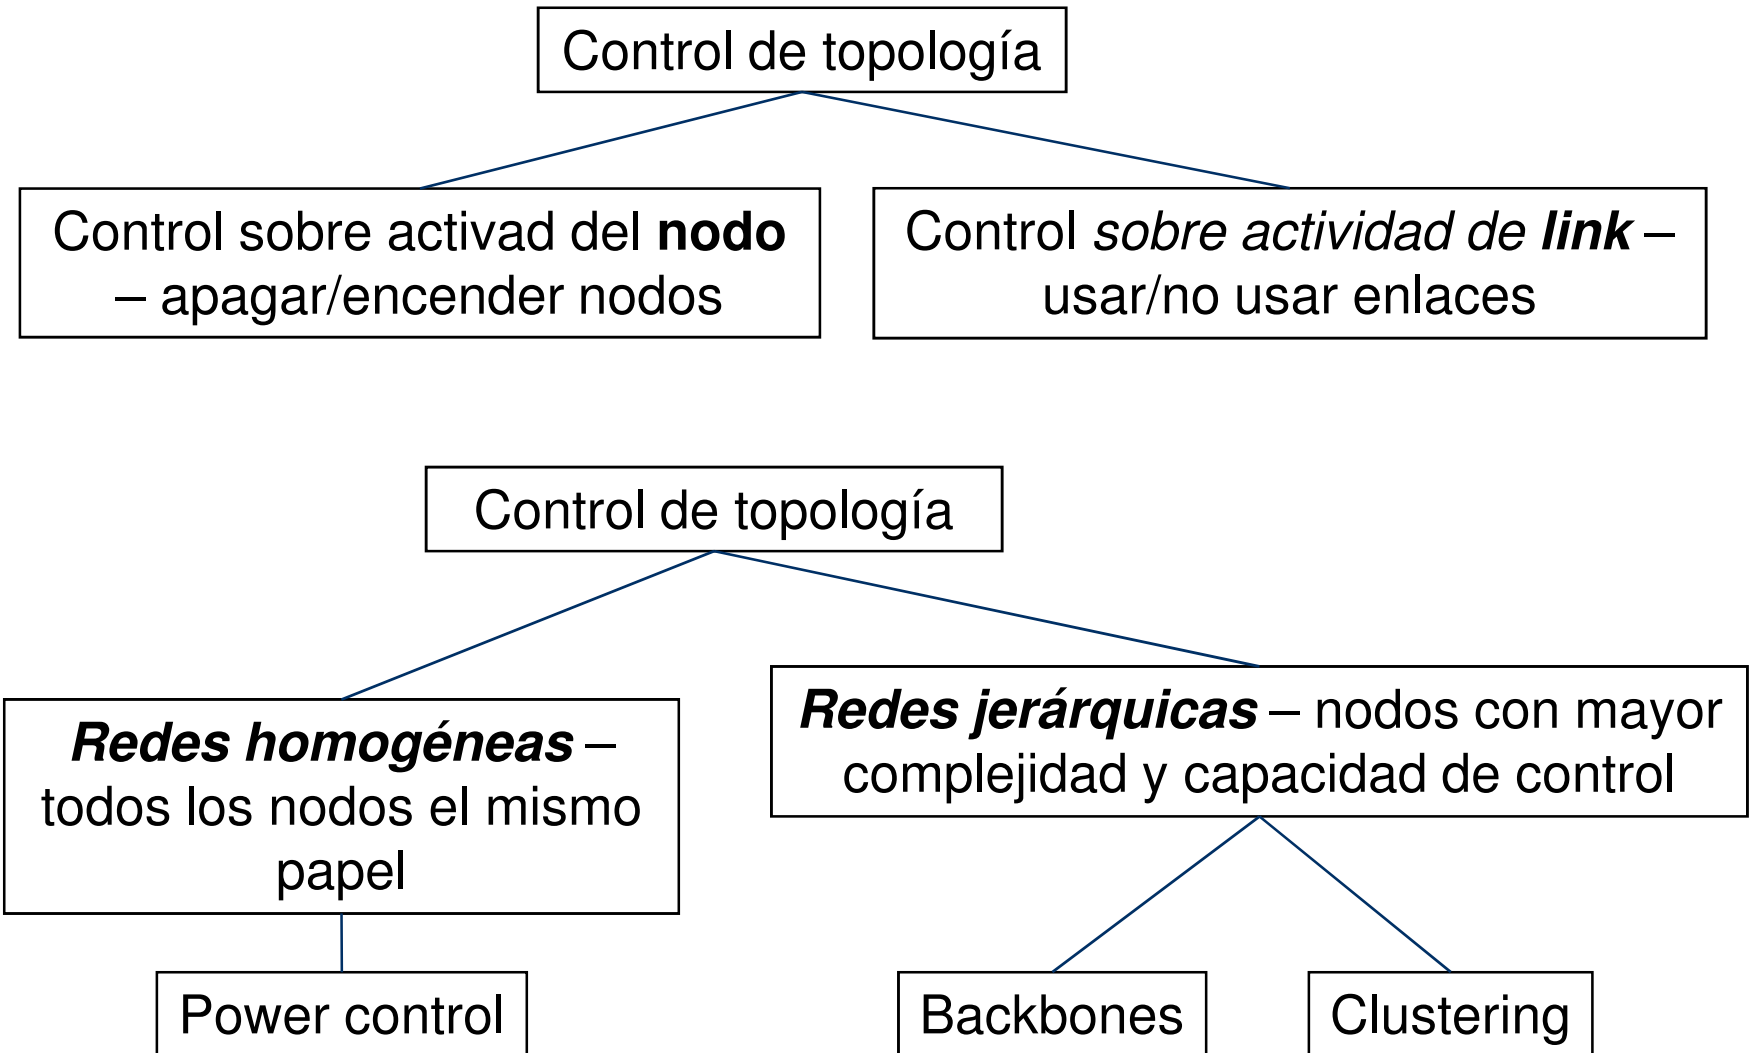 Control de topología
Control sobre activad del nodo
– apagar/encender nodos
Control sobre actividad de link –
usar/no usar enlaces
Control de topología
Redes homogéneas –
todos los nodos el mismo
papel
Redes jerárquicas – nodos con mayor
complejidad y capacidad de control
Power control
Backbones
Clustering